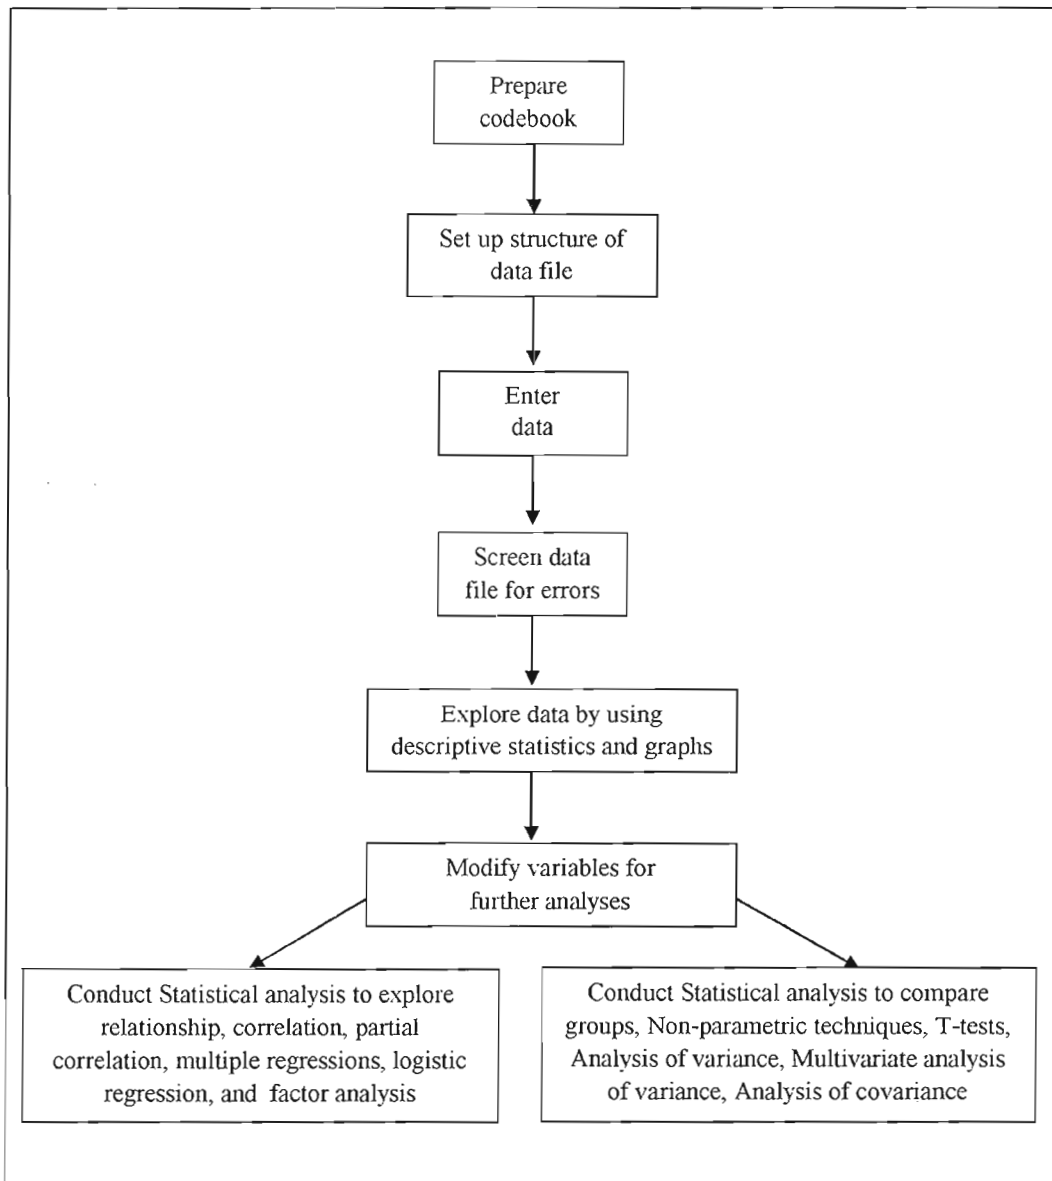 Prepare
codebook
Set up structure of
data file
Enter
data
Screen data
file for errors
Explore data by using
descriptive statistics and graphs
Modify variables for
further analyses
Conduct Statistical analysis to explore
relationship, correlation, partial
correlation, multiple regressions, logistic
regression, and factor analysis
Conduct Statistical analysis to compare
groups, Non-parametric techniques, T-tests,
Analysis of variance, Multivariate analysis
of variance, Analysis of covariance